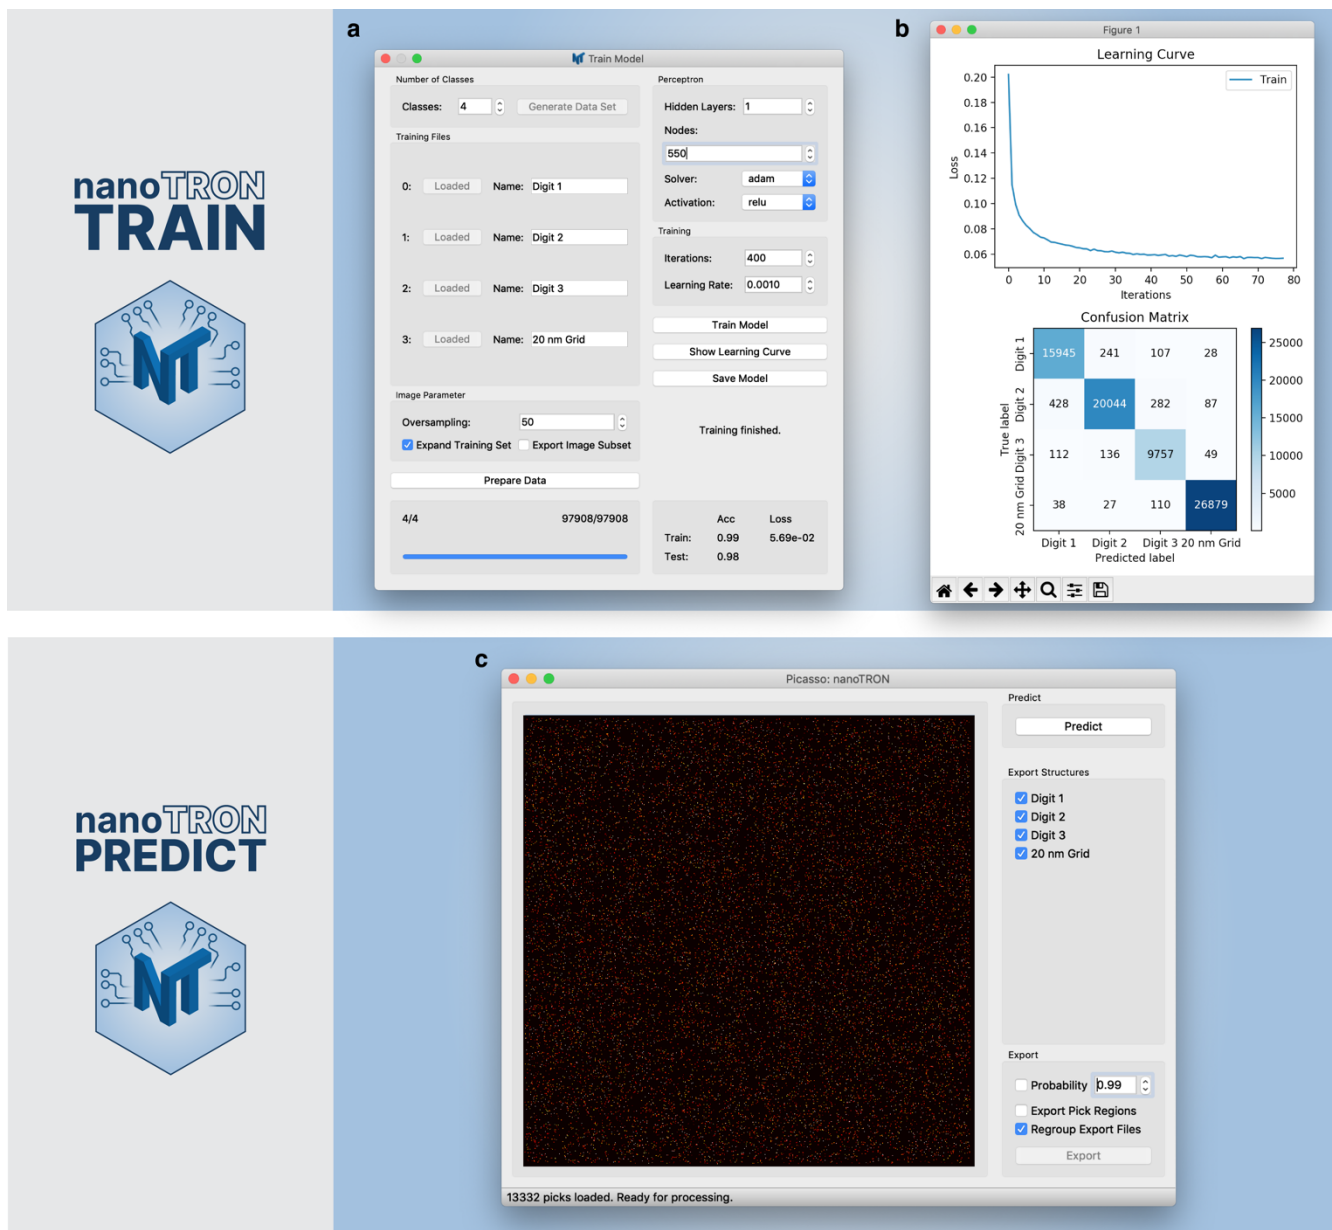 nanoTRON
TRAIN
a
Train Model
Number of Classes
Classes: 4 Generate Data Set
Training Files
0: Loaded Name: Digit 1
1: Loaded Name: Digit 2
2: Loaded Name: Digit 3
3: Loaded Name: 20 nm Grid
Image Parameter
Oversampling: 50
Expand Training Set Export Image Subset
Prepare Data
4/4 97908/97908
Perceptron
Hidden Layers: 1
Nodes:
550
Solver: adam
Activation: relu
Training
Iterations: 400
Learning Rate: 0.0010
Train Model
Show Learning Curve
Save Model
Training finished.
Acc Loss
Train: 0.99 5.69e-02
Test: 0.98
b
Figure 1
Learning Curve
Train
0.20
0.18
0.16
0.14
0.12
0.10
0.08
0.06
Loss
0 10 20 30 40 50 60 70 80
Iterations
Confusion Matrix
True label
Digit 1
15945 241 107 28
Digit 2
428 20044 282 87
Digit 3
112 136 9757 49
20 nm Grid
38 27 110 26879
Digit 1 Digit 2 Digit 3 20 nm Grid
Predicted label
25000
20000
15000
10000
5000
nanoTRON
PREDICT
c
Picasso: nanoTRON
Predict
Predict
Export Structures
Digit 1
Digit 2
Digit 3
20 nm Grid
Export
Probability 0.99
Export Pick Regions
Regroup Export Files
Export
13332 picks loaded. Ready for processing.